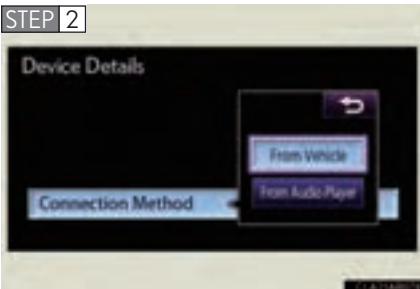 STEP 2
Device Details
From Vehicle
From Audio Player
Connection Method